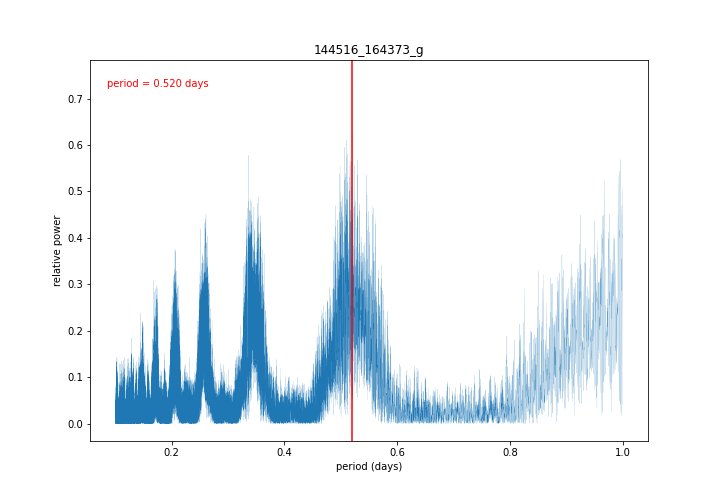 144516_164373_g
period = 0.520 days
relative power
0.7
0.6
0.5
0.4
0.3
0.2
0.1
0.0
0.2 0.4 0.6 0.8 1.0
period (days)